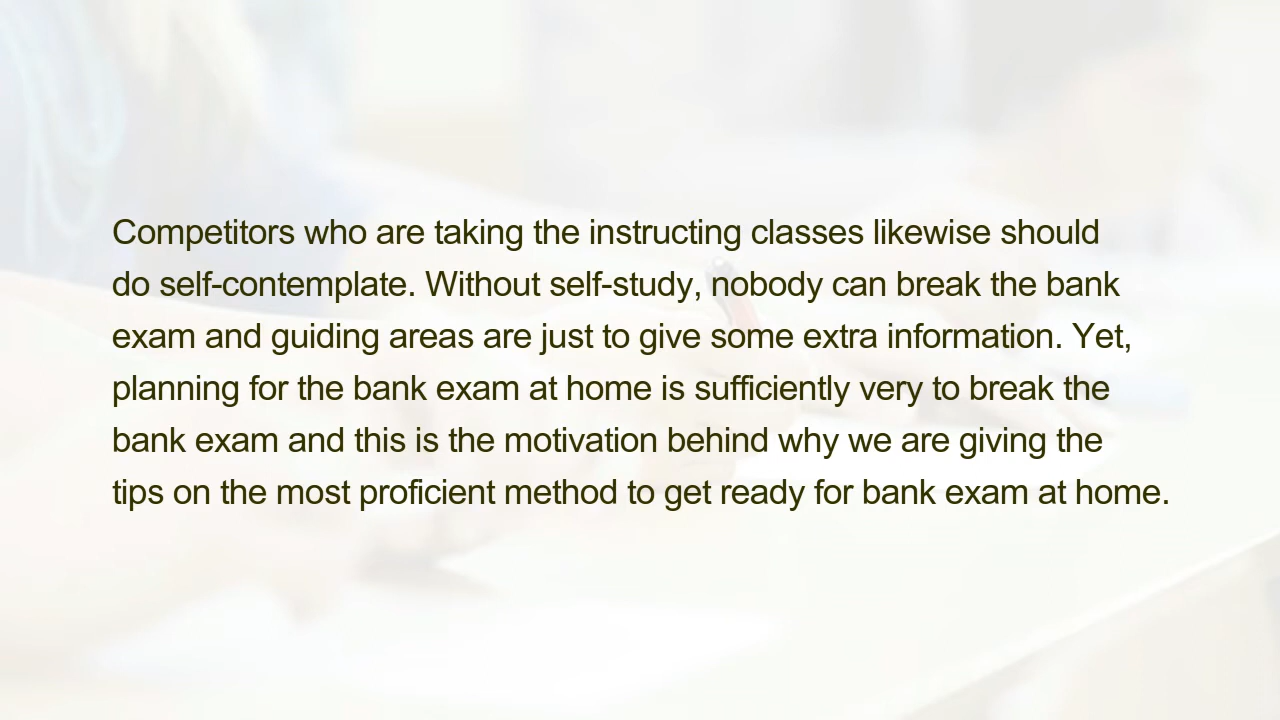 Competitors who are taking the instructing classes likewise should
do self-contemplate. Without self-study, nobody can break the bank
exam and guiding areas are just to give some extra information. Yet,
planning for the bank exam at home is sufficiently very to break the
bank exam and this is the motivation behind why we are giving the
tips on the most proficient method to get ready for bank exam at home.